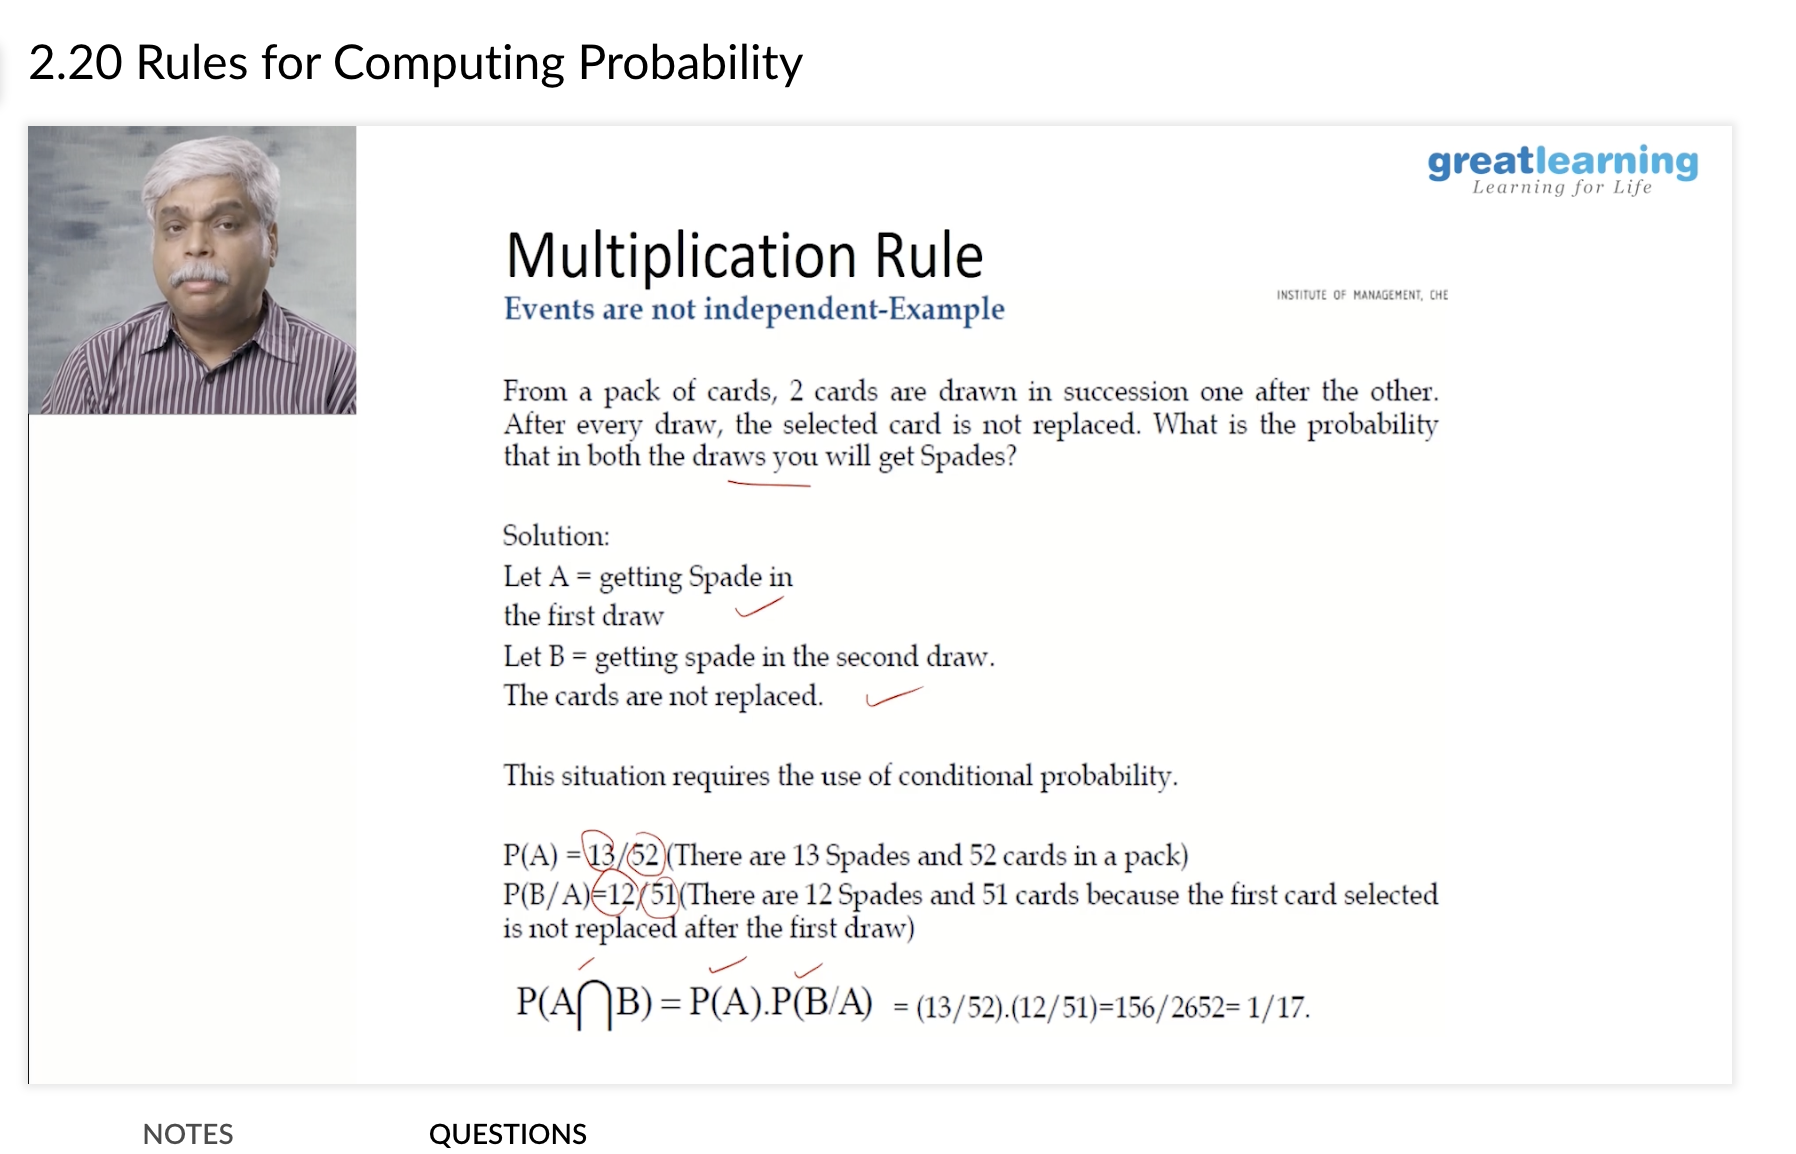 2.20 Rules for Computing Probability
greatlearning
Learning for Life
Multiplication Rule
Events are not independent-Example
INSTITUTE OF MANAGEMENT, CHE
From a pack of cards, 2 cards are drawn in succession one after the other.
After every draw, the selected card is not replaced. What is the probability
that in both the draws you will get Spades?
Solution:
Let A = getting Spade in
the first draw
Let B = getting spade in the second draw.
The cards are not replaced.
This situation requires the use of conditional probability.
P(A) =13/52(There are 13 Spades and 52 cards in a pack)
P(B/A)=12/51(There are 12 Spades and 51 cards because the first card selected
is not replaced after the first draw)
P(A⋂B) = P(A).P(B/A) = (13/52).(12/51)=156/2652= 1/17.
NOTES QUESTIONS